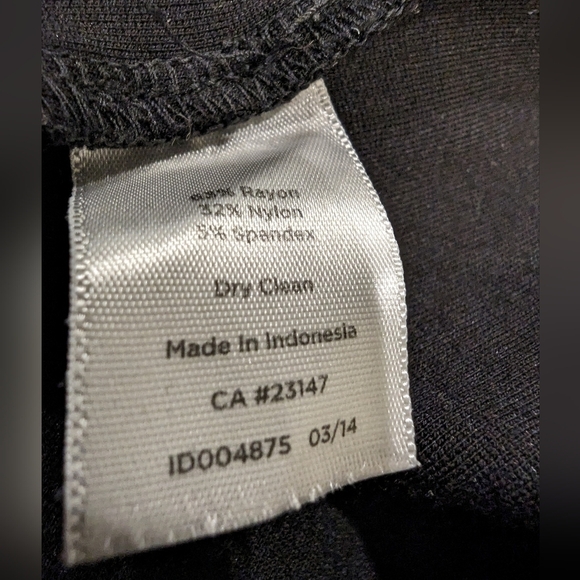 63% Rayon
32% Nylon
5% Spandex
Dry Clean
Made In Indonesia
CA #23147
ID004875 03/14